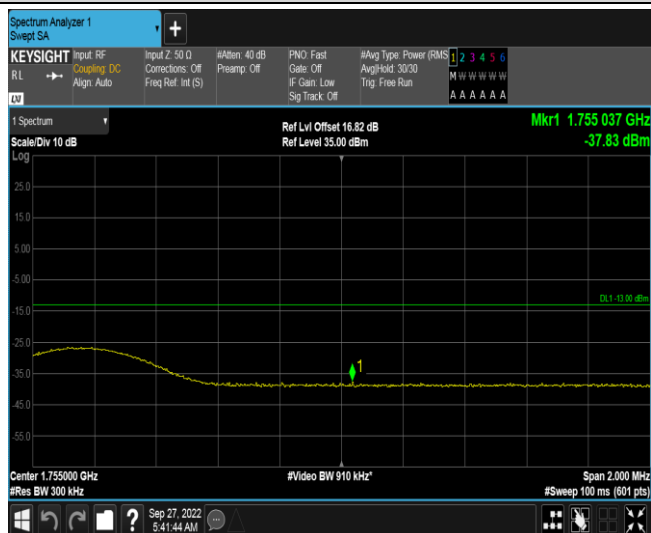 Spectrum Analyzer 1
Swept SA
KEYSIGHT
RL
LXI
Input: RF
Coupling: DC
Align: Auto
Input Z: 50 Ω
Corrections: Off
Freq Ref: Int (S)
#Atten: 40 dB
Preamp: Off
PNO: Fast
Gate: Off
IF Gain: Low
Sig Track: Off
#Avg Type: Power (RMS
Avg|Hold: 30/30
Trig: Free Run
1 2 3 4 5 6
M W W W W W
A A A A A A
1 Spectrum
Scale/Div 10 dB
Log
Ref Lvl Offset 16.82 dB
Ref Level 35.00 dBm
Mkr1 1.755 037 GHz
-37.83 dBm
25.0
15.0
5.00
-5.00
DL1 -13.00 dBm
-15.0
-25.0
1
-35.0
-45.0
-55.0
Center 1.755000 GHz
#Video BW 910 kHz*
Span 2.000 MHz
#Res BW 300 kHz
#Sweep 100 ms (601 pts)
?
Sep 27, 2022
5:41:44 AM